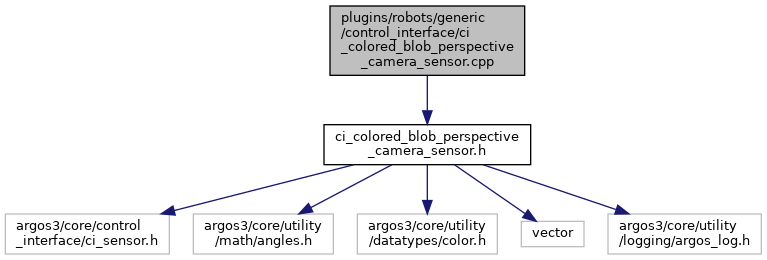 plugins/robots/generic
/control_interface/ci
_colored_blob_perspective
_camera_sensor.cpp
ci_colored_blob_perspective
_camera_sensor.h
argos3/core/control
_interface/ci_sensor.h
argos3/core/utility
/math/angles.h
argos3/core/utility
/datatypes/color.h
vector
argos3/core/utility
/logging/argos_log.h